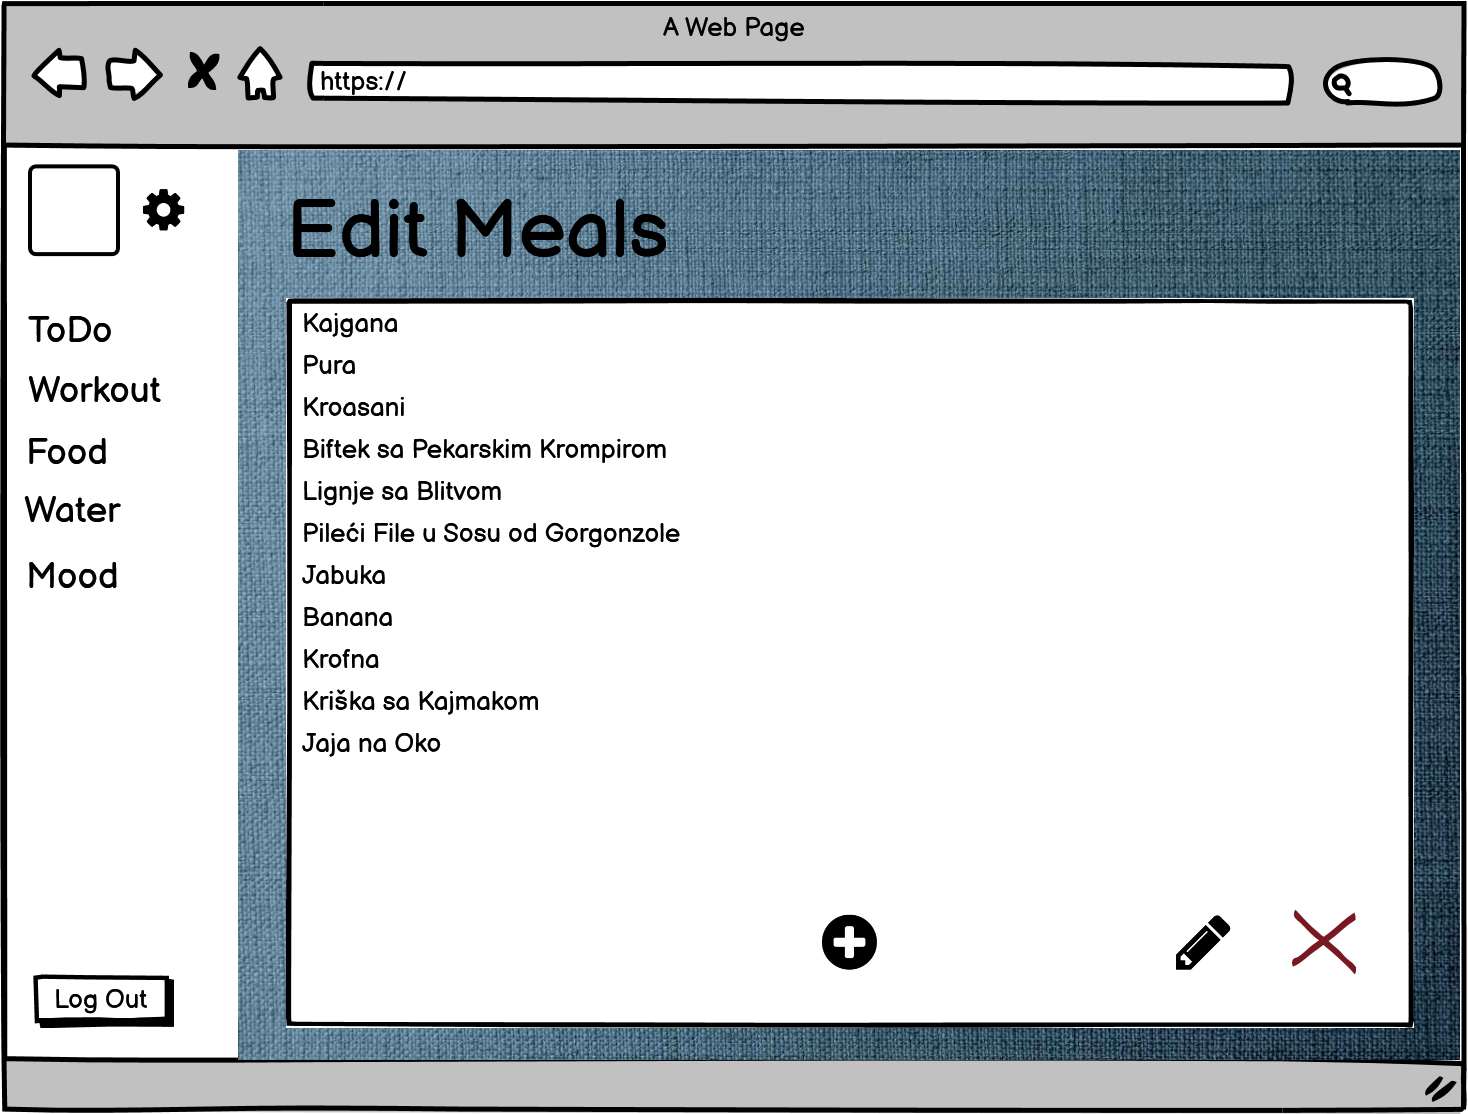 A Web Page
https://
Edit Meals
ToDo
Workout
Food
Water
Mood
Log Out
Kajgana
Pura
Kroasani
Biftek sa Pekarskim Krompirom
Lignje sa Blitvom
Pileći File u Sosu od Gorgonzole
Jabuka
Banana
Krofna
Kriška sa Kajmakom
Jaja na Oko